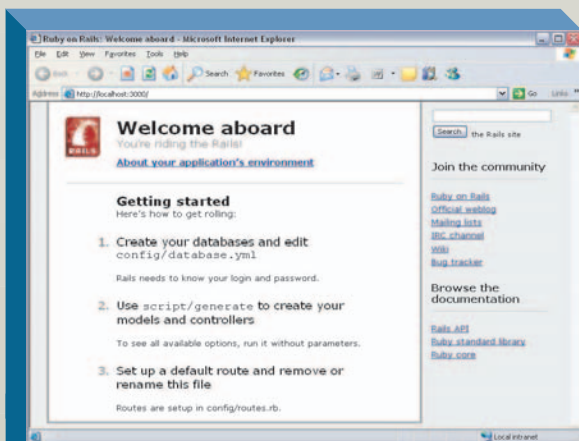 Ruby on Rails: Welcome aboard - Microsoft Internet Explorer
File Edit View Favorites Tools Help
Back Search Favorites
Address http://localhost:3000/ Go Links »
RAILS
Welcome aboard
You're riding the Rails!
About your application's environment
Getting started
Here's how to get rolling:
1. Create your databases and edit
config/database.yml
Rails needs to know your login and password.
2. Use script/generate to create your
models and controllers
To see all available options, run it without parameters.
3. Set up a default route and remove or
rename this file
Routes are setup in config/routes.rb.
Search the Rails site
Join the community
Ruby on Rails
Official weblog
Mailing lists
IRC channel
Wiki
Bug tracker
Browse the
documentation
Rails API
Ruby standard library
Ruby core
Local intranet